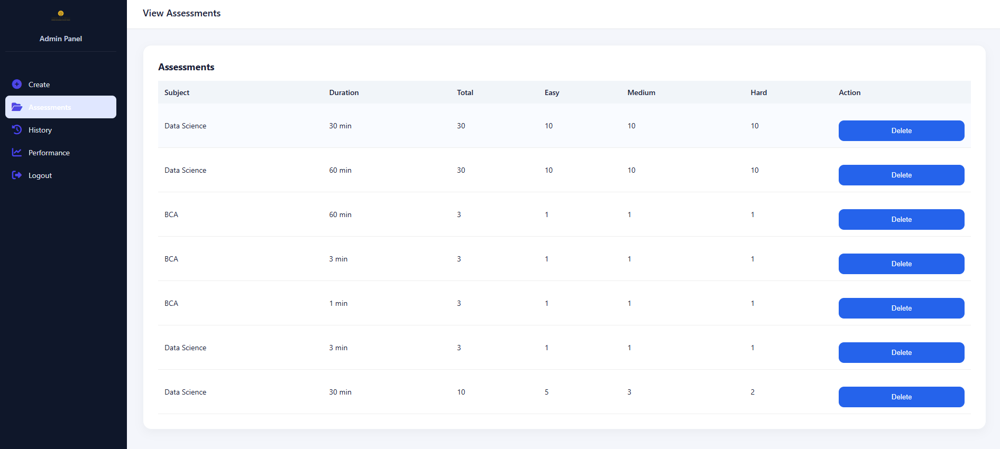 Admin Panel
Create
Assessments
History
Performance
Logout
View Assessments
Assessments
Subject Duration Total Easy Medium Hard Action
Data Science 30 min 30 10 10 10 Delete
Data Science 60 min 30 10 10 10 Delete
BCA 60 min 3 1 1 1 Delete
BCA 3 min 3 1 1 1 Delete
BCA 1 min 3 1 1 1 Delete
Data Science 3 min 3 1 1 1 Delete
Data Science 30 min 10 5 3 2 Delete